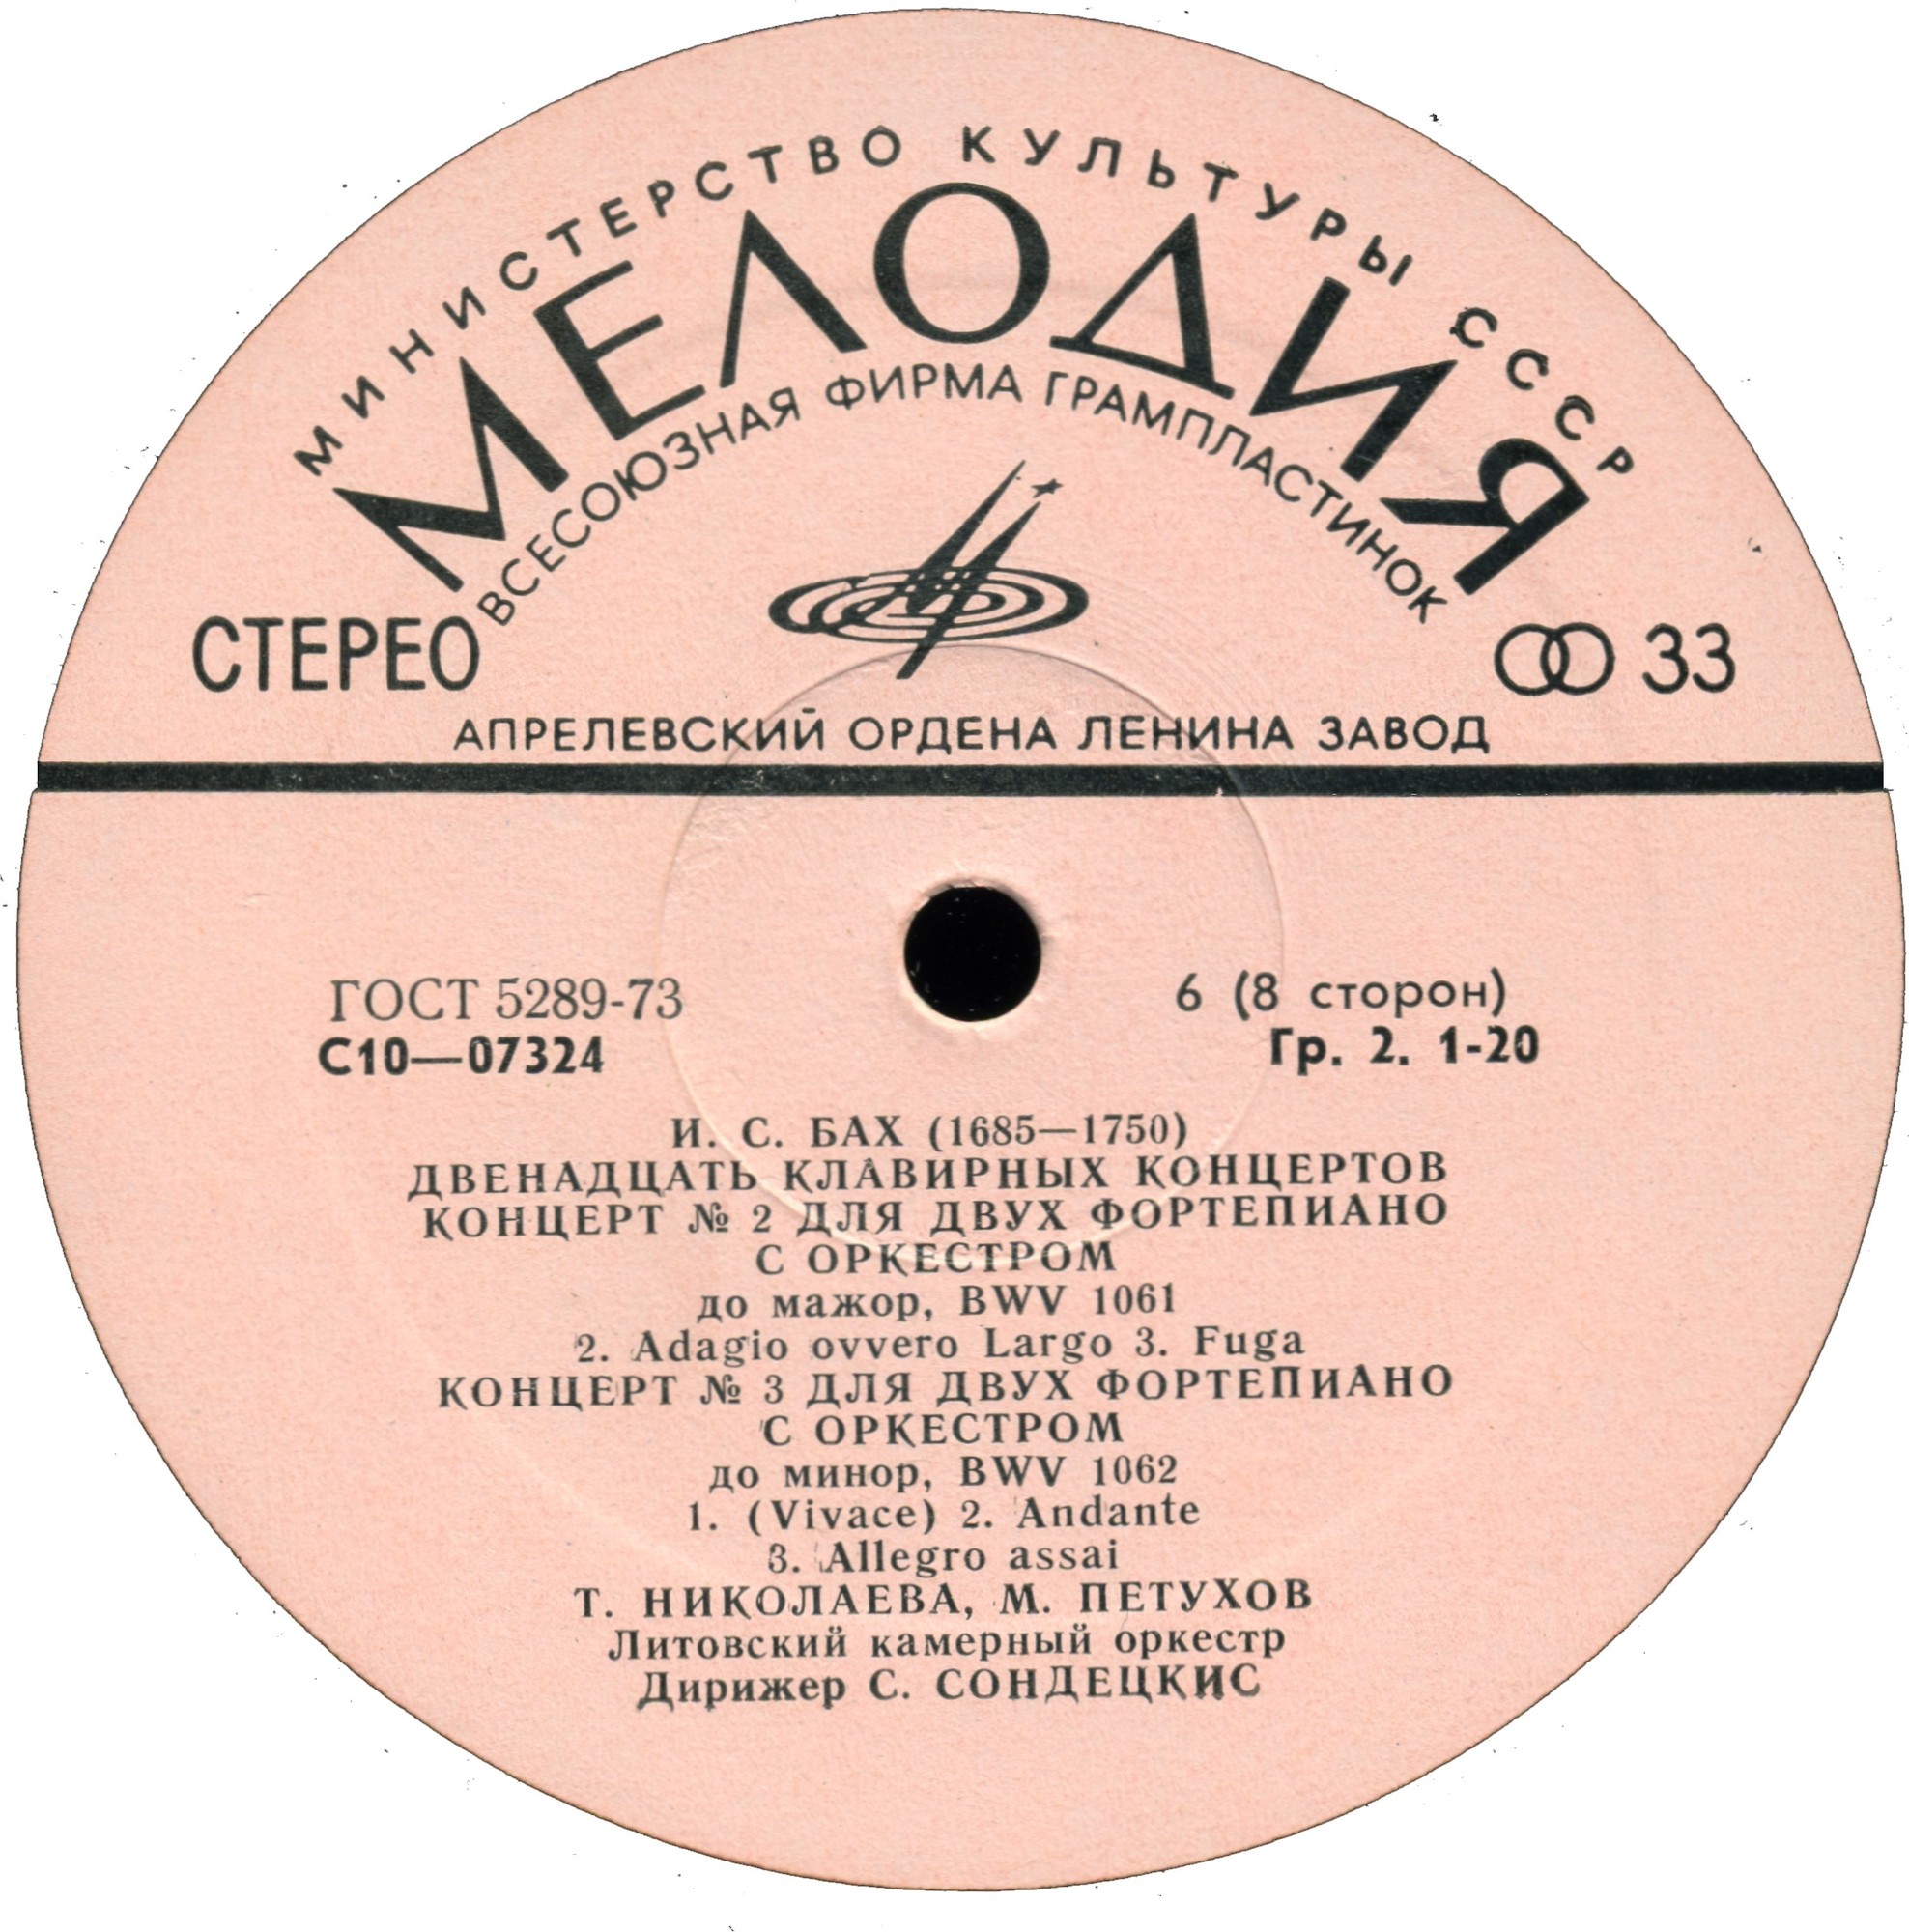 МИНИСТЕРСТВО КУЛЬТУРЫ СССР
МЕЛОДИЯ
ВСЕСОЮЗНАЯ ФИРМА ГРАМПЛАСТИНОК
СТЕРЕО
33
АПРЕЛЕВСКИЙ ОРДЕНА ЛЕНИНА ЗАВОД
ГОСТ 5289-73
6 (8 сторон)
С10—07324
Гр. 2. 1-20
И. С. БАХ (1685—1750)
ДВЕНАДЦАТЬ КЛАВИРНЫХ КОНЦЕРТОВ
КОНЦЕРТ № 2 ДЛЯ ДВУХ ФОРТЕПИАНО
С ОРКЕСТРОМ
до мажор, BWV 1061
2. Adagio ovvero Largo 3. Fuga
КОНЦЕРТ № 3 ДЛЯ ДВУХ ФОРТЕПИАНО
С ОРКЕСТРОМ
до минор, BWV 1062
1. (Vivace) 2. Andante
3. Allegro assai
Т. НИКОЛАЕВА, М. ПЕТУХОВ
Литовский камерный оркестр
Дирижер С. СОНДЕЦКИС